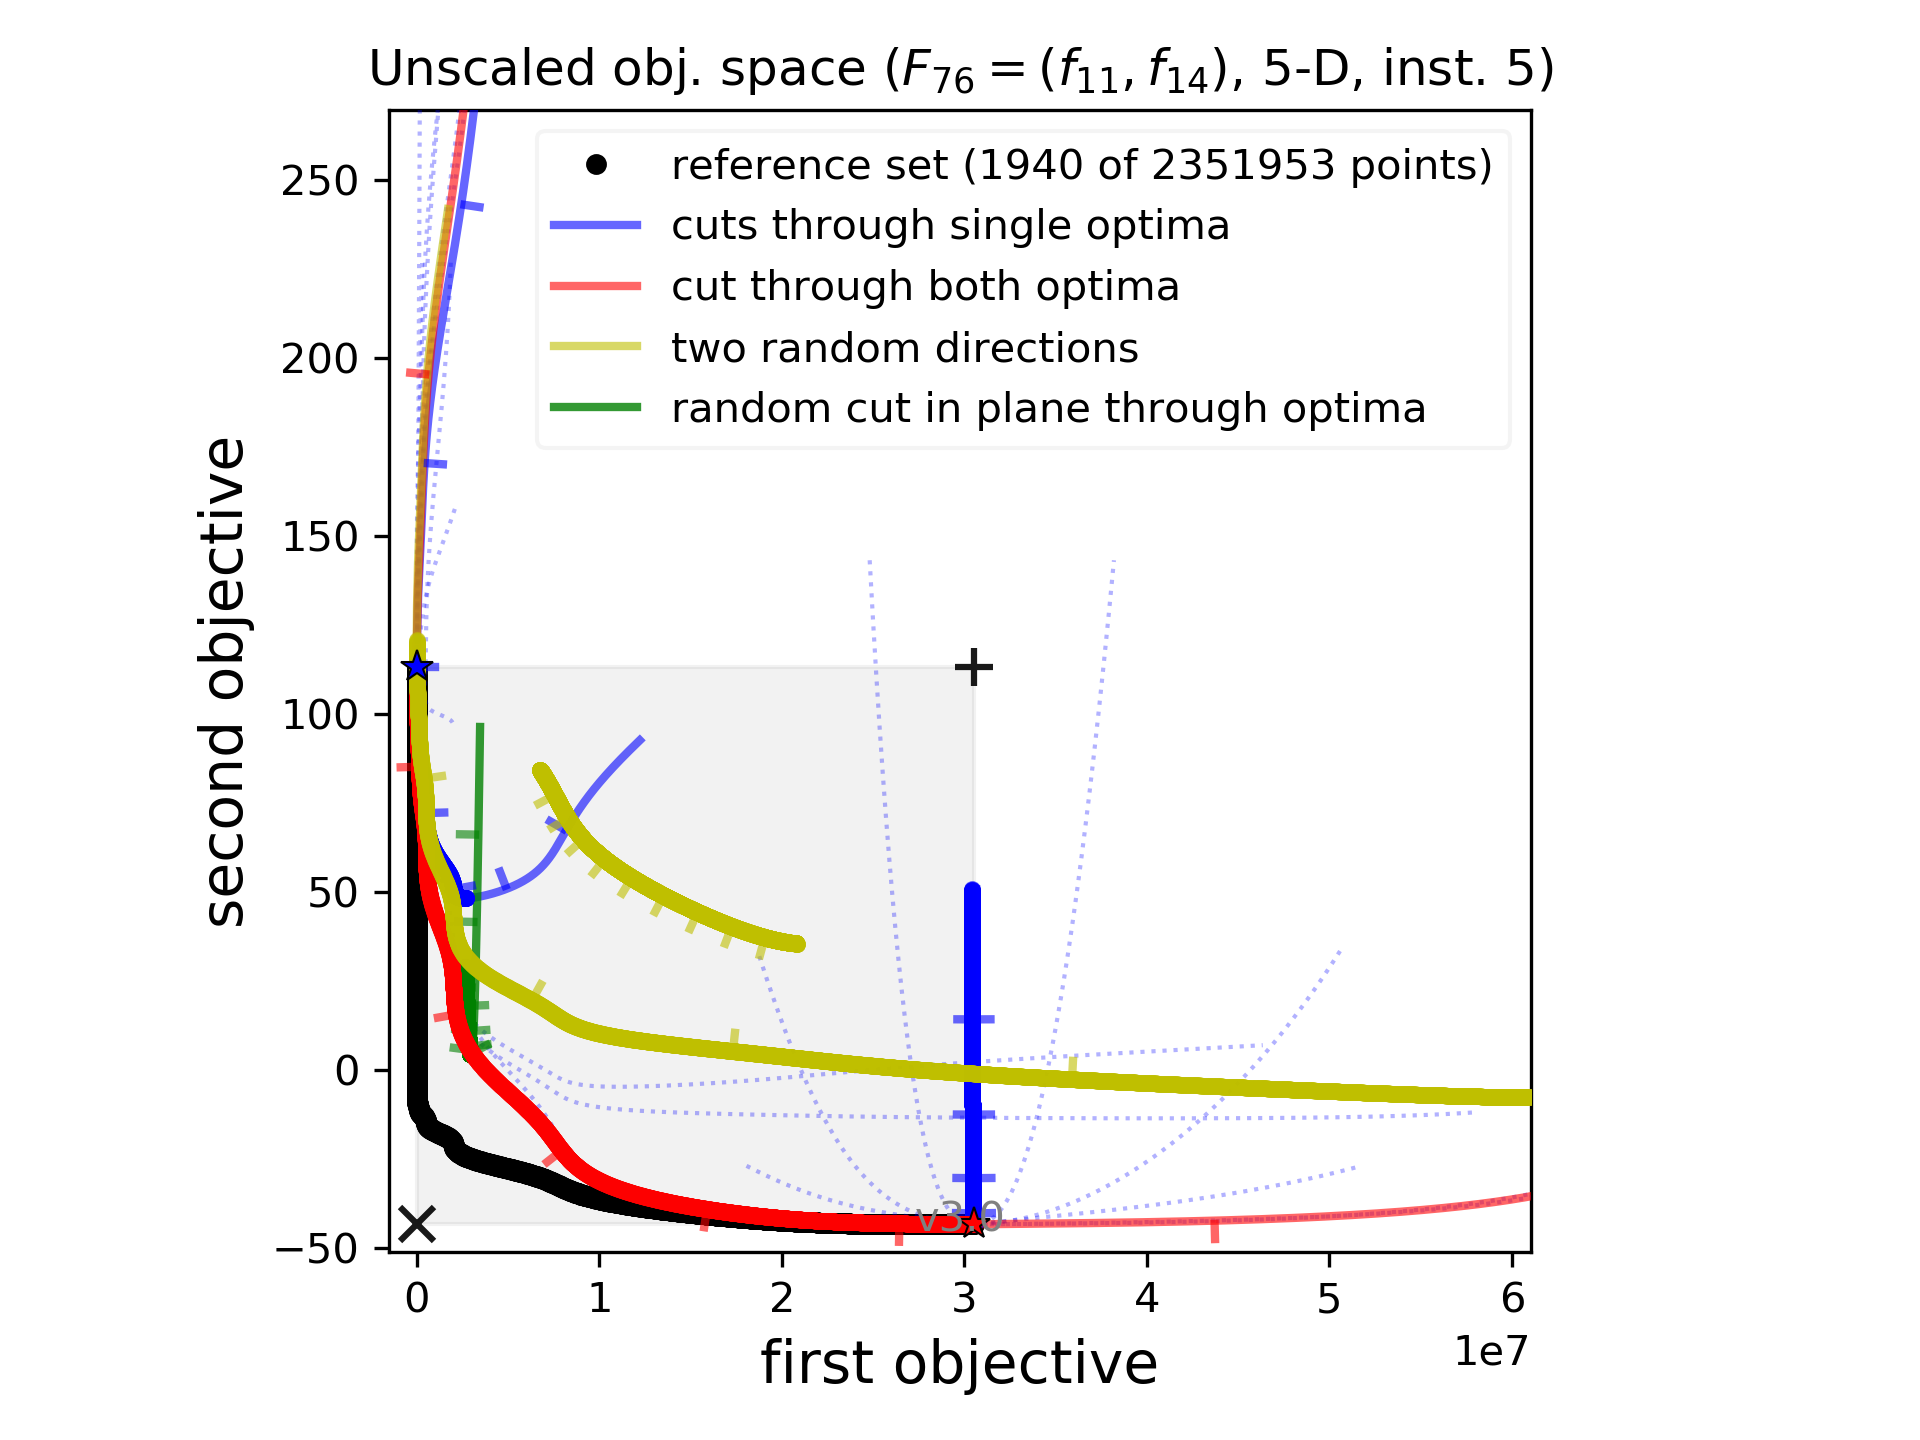 Unscaled obj. space (F₇₆ = (f₁₁, f₁₄), 5-D, inst. 5)
reference set (1940 of 2351953 points)
cuts through single optima
cut through both optima
two random directions
random cut in plane through optima
second objective
250
200
150
100
50
0
−50
v3.0
0 1 2 3 4 5 6
1e7
first objective